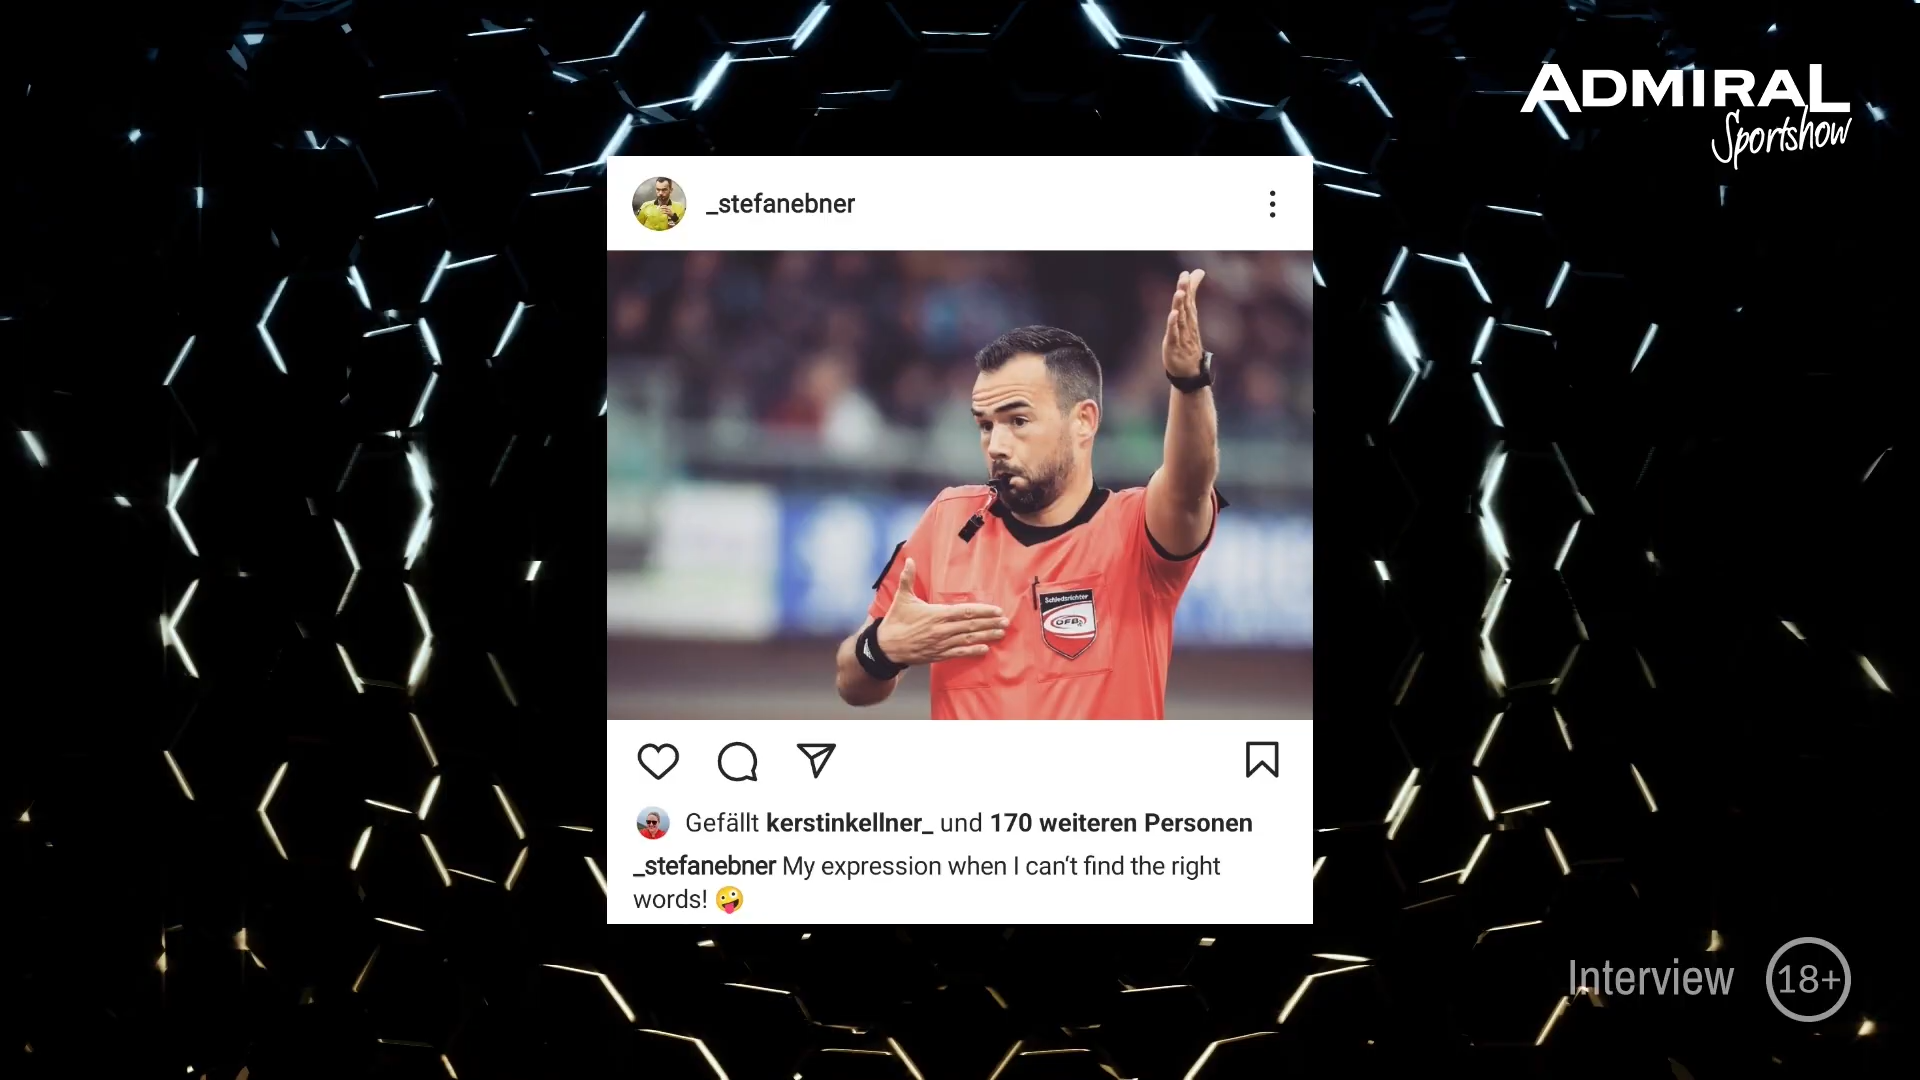 ADMIRAL
Sportshow
_stefanebner
Schiedsrichter
ÖFB
Gefällt kerstinkellner_ und 170 weiteren Personen
_stefanebner My expression when I can't find the right
words! 🤪
Interview 18+